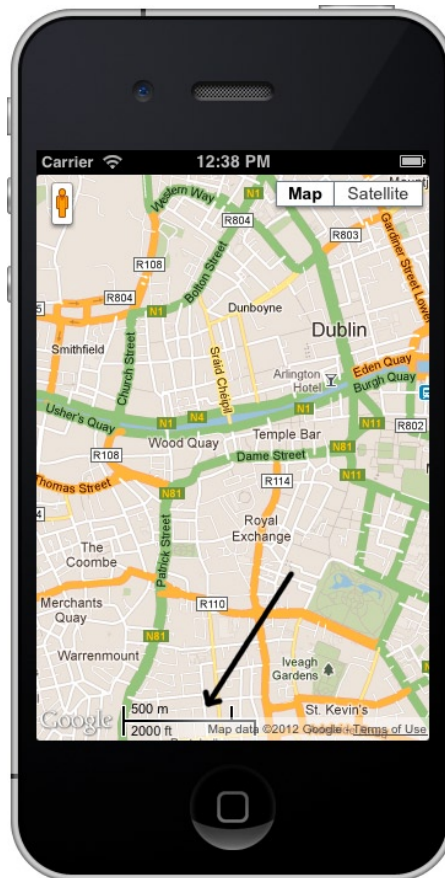 Carrier 12:38 PM
Map Satellite
Western Way
N1
R804
R803
Gardiner Street Lower
R108
Bolton Street
Dunboyne
R804
N1
Dublin
Smithfield
Church Street
Sráid Chéipil
Arlington
Hotel
Eden Quay
Burgh Quay
Usher's Quay
N1
N4
N1
R802
Wood Quay
Temple Bar
R108
Dame Street
N81
N11
N11
Thomas Street
N81
R114
Royal
Exchange
The
Coombe
Patrick Street
Merchants
Quay
R110
N81
Warrenmount
Iveagh
Gardens
St. Kevin's
Google
500 m
2000 ft
Map data ©2012 Google - Terms of Use